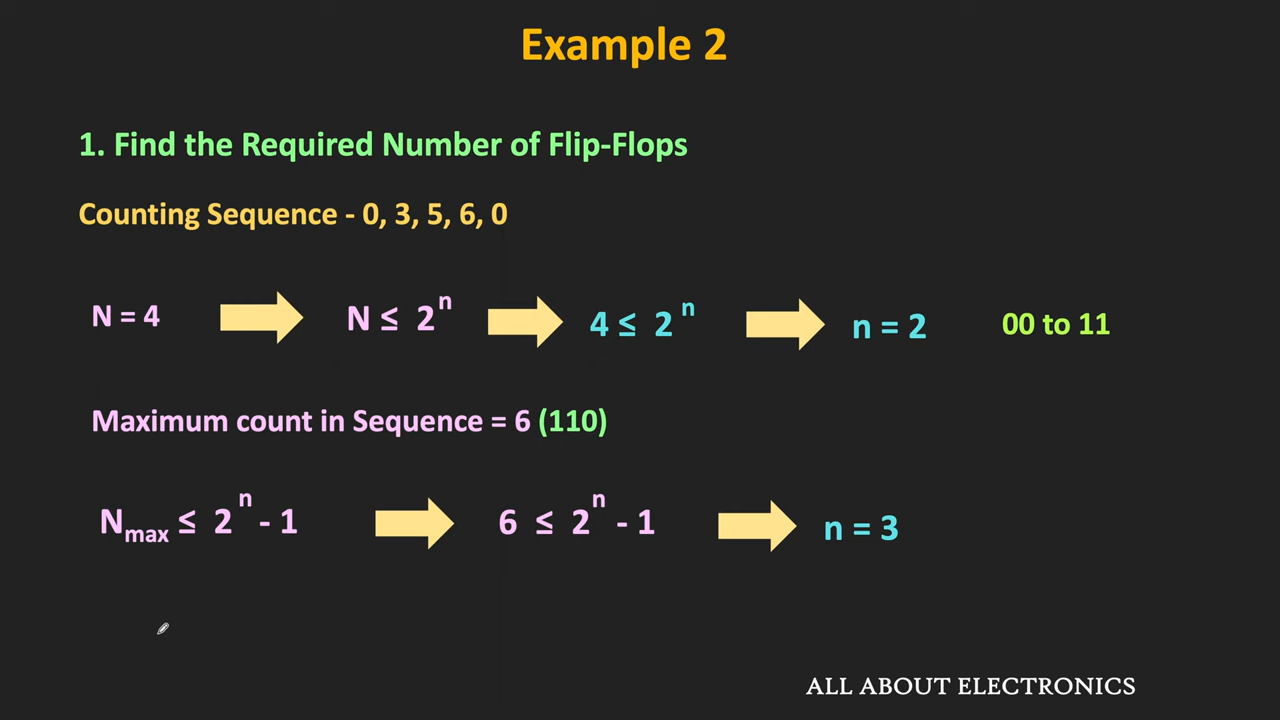 Example 2
1. Find the Required Number of Flip-Flops
Counting Sequence - 0, 3, 5, 6, 0
N = 4 N ≤ 2ⁿ 4 ≤ 2ⁿ n = 2 00 to 11
Maximum count in Sequence = 6 (110)
Nmax ≤ 2ⁿ - 1 6 ≤ 2ⁿ - 1 n = 3
ALL ABOUT ELECTRONICS